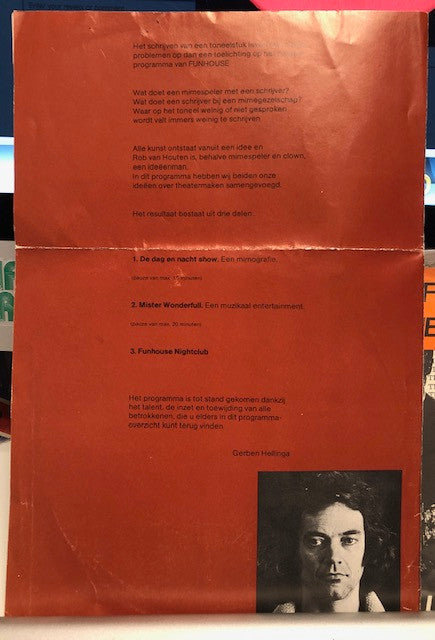 Het schrijven van een toneelstuk
problemen op dan een toelichting op het
programma van FUNHOUSE
Wat doet een mimespeler met een schrijver?
Wat doet een schrijver bij een mimegezelschap?
Waar op het toneel weinig of niet gesproken
wordt valt immers weinig te schrijven.
Alle kunst ontstaat vanuit een idee en
Rob van Houten is, behalve mimespeler en clown,
een ideeënman.
In dit programma hebben wij beiden onze
ideeën over theatermaken samengevoegd.
Het resultaat bestaat uit drie delen:
1. De dag en nacht show. Een mimografie.
(pauze van max. 15 minuten)
2. Mister Wonderfull. Een muzikaal entertainment.
(pauze van max. 20 minuten)
3. Funhouse Nightclub
Het programma is tot stand gekomen dankzij
het talent, de inzet en toewijding van alle
betrokkenen, die u elders in dit programma-
overzicht kunt terug vinden.
Gerben Hellinga